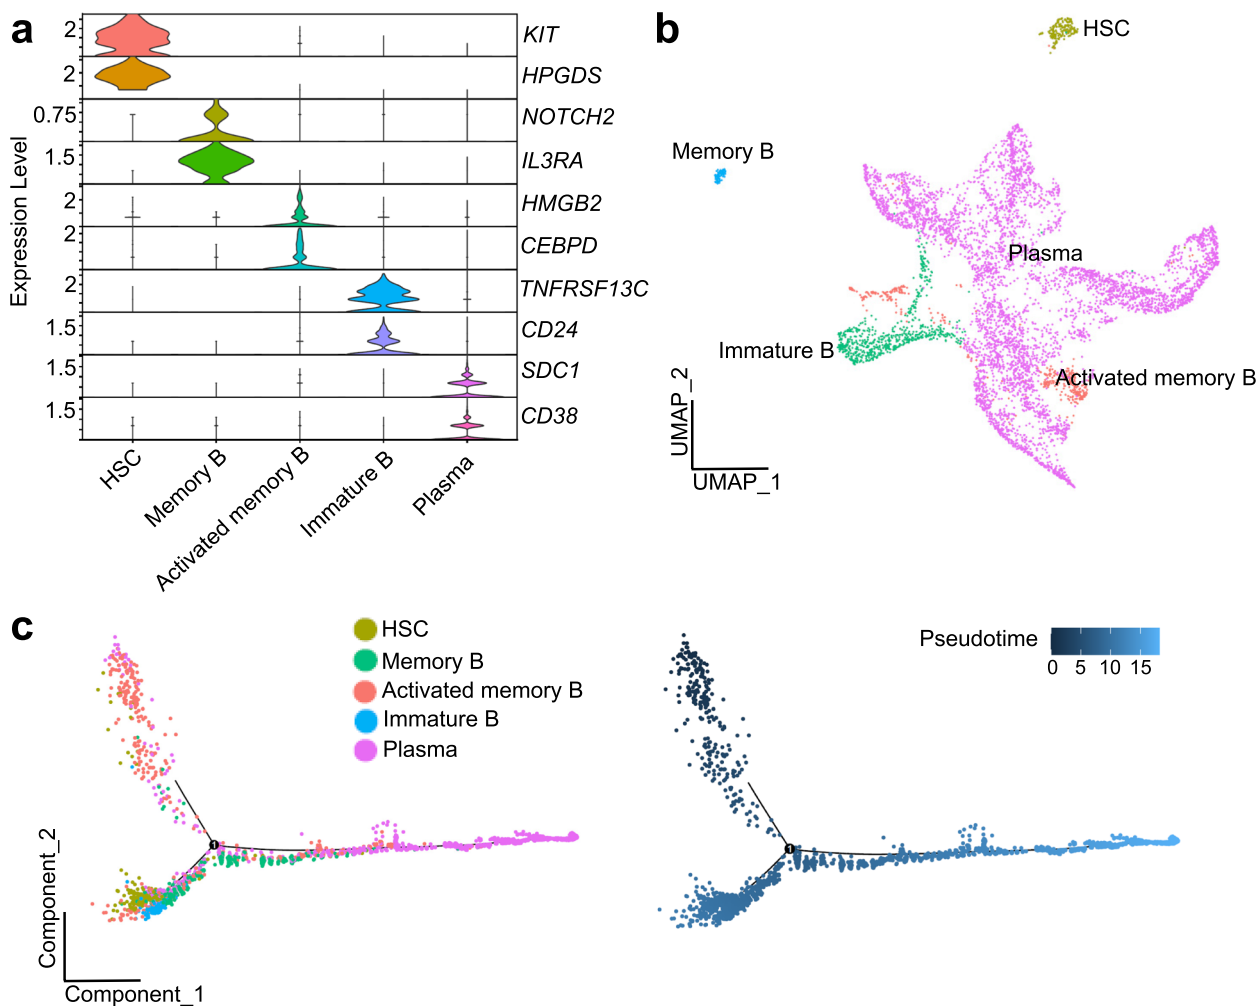 a
Expression Level
2 KIT
2 HPGDS
0.75 NOTCH2
1.5 IL3RA
2 HMGB2
2 CEBPD
2 TNFRSF13C
1.5 CD24
1.5 SDC1
1.5 CD38
HSC
Memory B
Activated memory B
Immature B
Plasma
b
HSC
Memory B
Plasma
Immature B
Activated memory B
UMAP_2
UMAP_1
c
HSC
Memory B
Activated memory B
Immature B
Plasma
1
Component_2
Component_1
Pseudotime
0 5 10 15
1